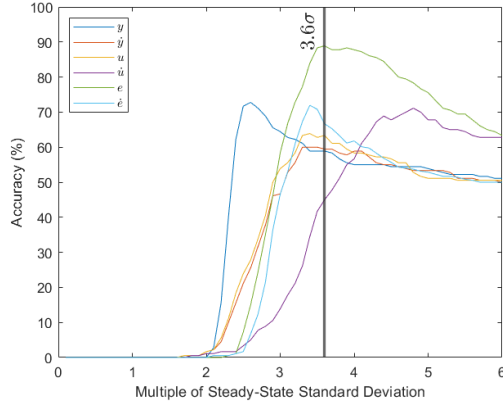 100
90
80
70
60
50
40
30
20
10
0
Accuracy (%)
y
ẏ
u
u̇
e
ė
3.6σ
0 1 2 3 4 5 6
Multiple of Steady-State Standard Deviation